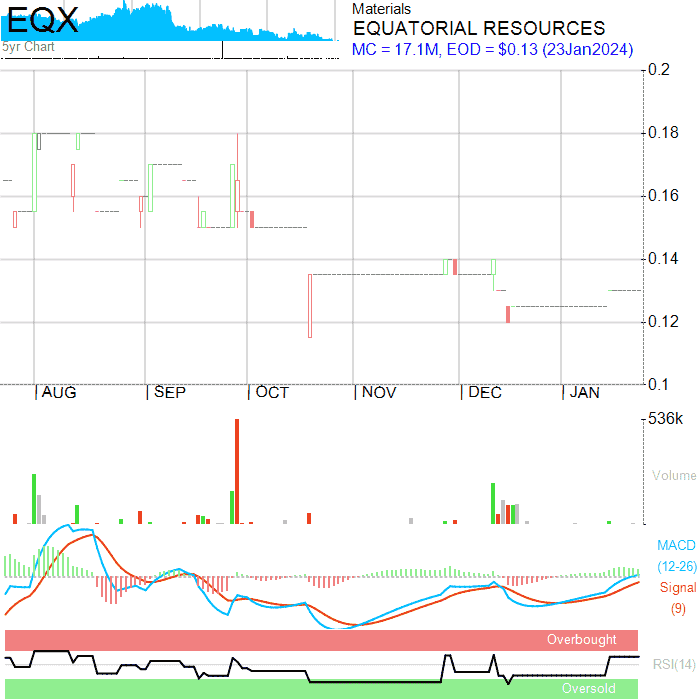 EQX
5yr Chart
Materials
EQUATORIAL RESOURCES
MC = 17.1M, EOD = $0.13 (23Jan2024)
0.2
0.18
0.16
0.14
0.12
0.1
AUG SEP OCT NOV DEC JAN
536k
Volume
MACD
(12-26)
Signal
(9)
Overbought
RSI(14)
Oversold